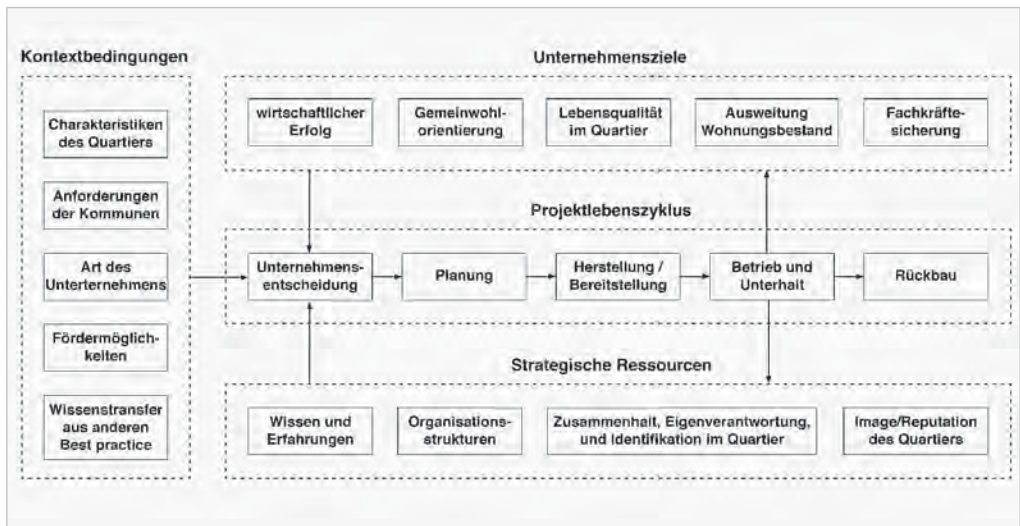 Kontextbedingungen
Charakteristiken
des Quartiers
Anforderungen
der Kommunen
Art des
Unterternehmens
Fördermöglich-
keiten
Wissenstransfer
aus anderen
Best practice
Unternehmensziele
wirtschaftlicher
Erfolg
Gemeinwohl-
orientierung
Lebensqualität
im Quartier
Ausweitung
Wohnungsbestand
Fachkräfte-
sicherung
Projektlebenszyklus
Unternehmens-
entscheidung
Planung
Herstellung /
Bereitstellung
Betrieb und
Unterhalt
Rückbau
Strategische Ressourcen
Wissen und
Erfahrungen
Organisations-
strukturen
Zusammenhalt, Eigenverantwortung,
und Identifikation im Quartier
Image/Reputation
des Quartiers